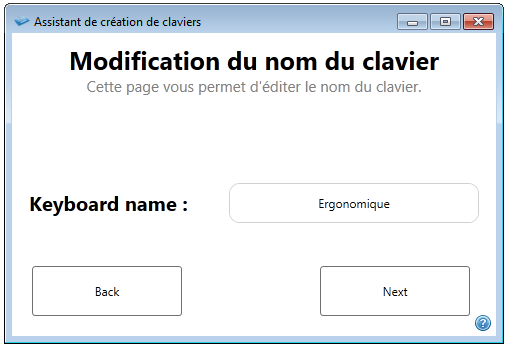 Assistant de création de claviers
Modification du nom du clavier
Cette page vous permet d'éditer le nom du clavier.
Keyboard name :
Ergonomique
Back
Next
?